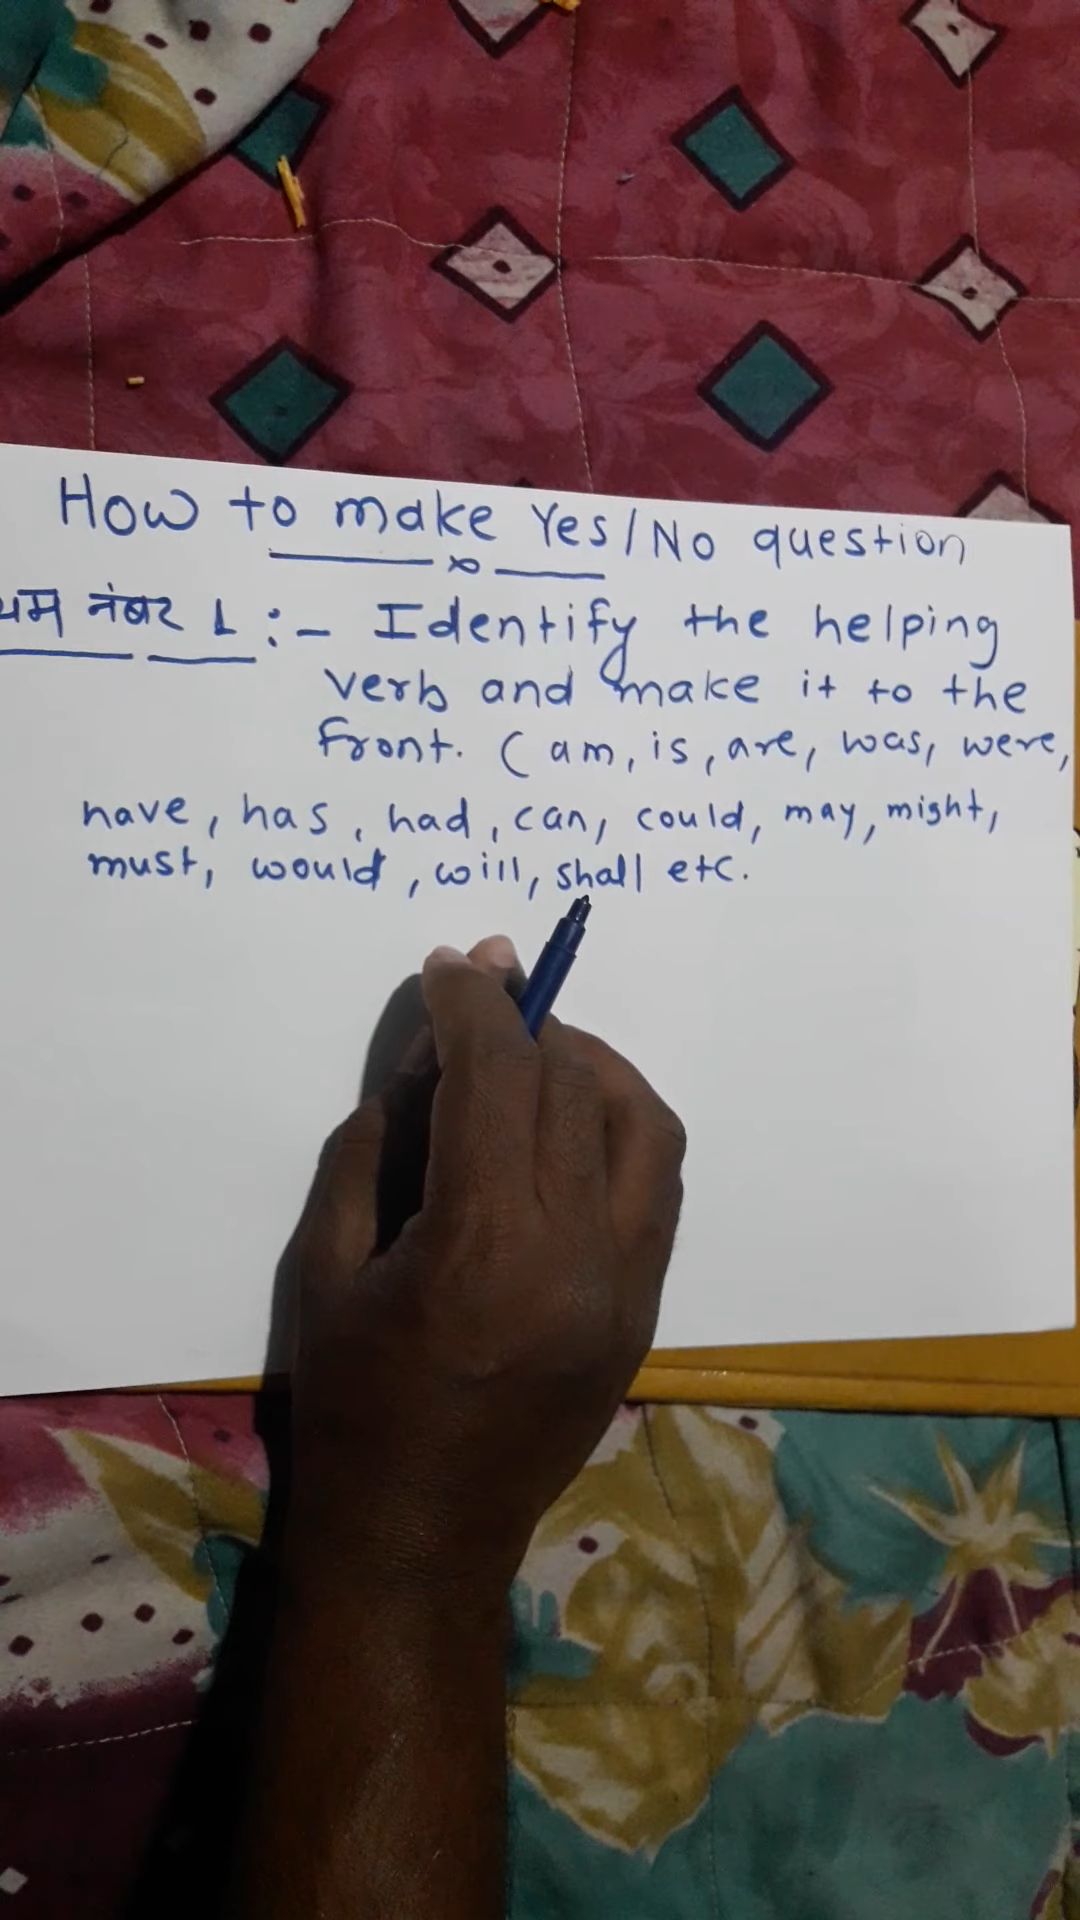 How to make Yes/No question
यम नंबर 1 :- Identify the helping
verb and make it to the
front. (am, is, are, was, were,
have, has, had, can, could, may, might,
must, would, will, shall etc.